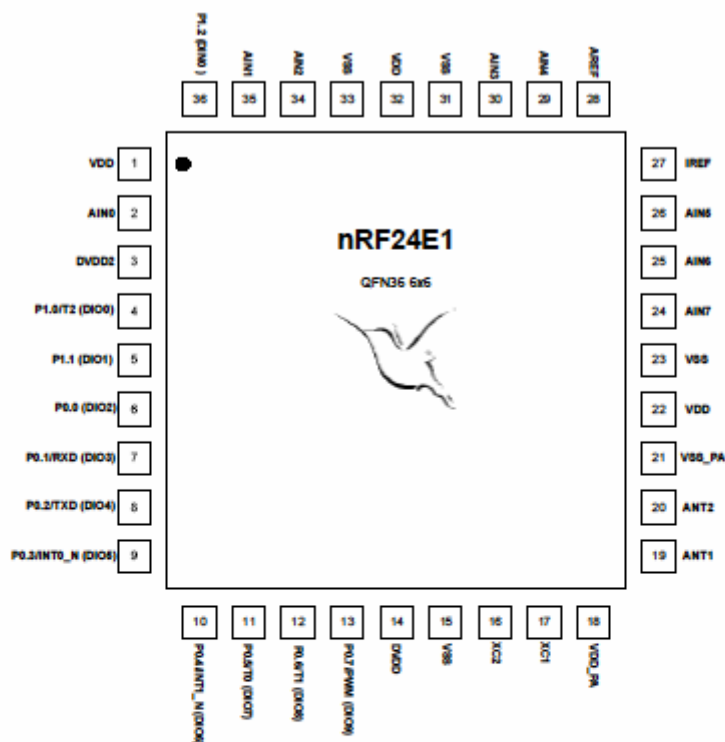 P1.2 (DIN0 )
AIN1
AIN2
VSS
VDD
VSS
AIN3
AIN4
AREF
36
35
34
33
32
31
30
29
28
VDD 1
AIN0 2
DVDD2 3
P1.0/T2 (DIO0) 4
P1.1 (DIO1) 5
P0.0 (DIO2) 6
P0.1/RXD (DIO3) 7
P0.2/TXD (DIO4) 8
P0.3/INT0_N (DIO5) 9
nRF24E1
QFN36 6x6
27 IREF
26 AIN5
25 AIN6
24 AIN7
23 VSS
22 VDD
21 VSS_PA
20 ANT2
19 ANT1
10
11
12
13
14
15
16
17
18
P0.4/INT1_N (DIO6)
P0.5/T0 (DIO7)
P0.6/T1 (DIO8)
P0.7/PWM (DIO9)
DVDD
VSS
XC2
XC1
VDD_PA